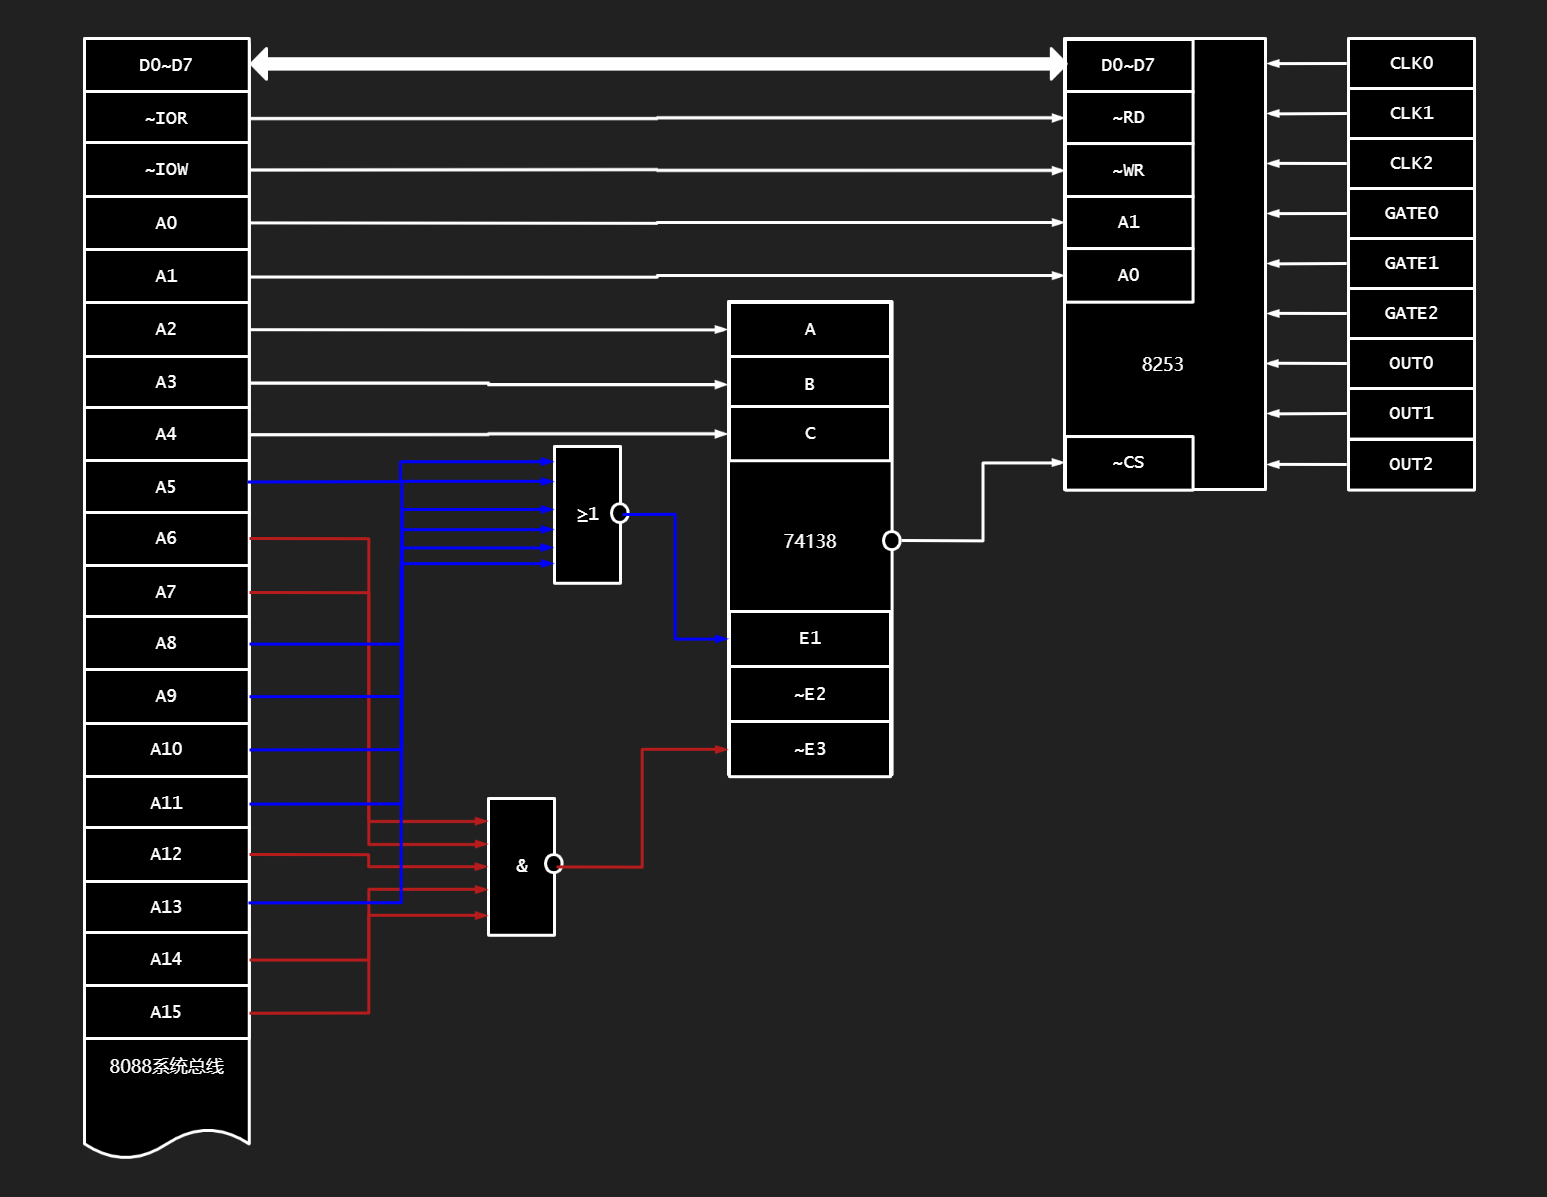 D0~D7
~IOR
~IOW
A0
A1
A2
A3
A4
A5
A6
A7
A8
A9
A10
A11
A12
A13
A14
A15
8088系统总线
≥1
&
A
B
C
74138
E1
~E2
~E3
D0~D7
~RD
~WR
A1
A0
8253
~CS
CLK0
CLK1
CLK2
GATE0
GATE1
GATE2
OUT0
OUT1
OUT2